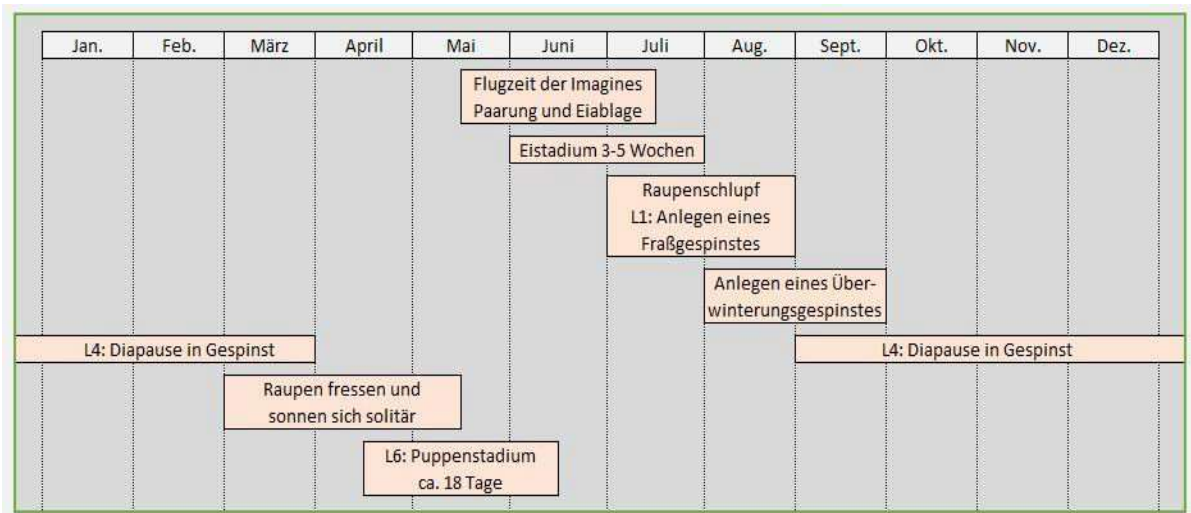 Jan. Feb. März April Mai Juni Juli Aug. Sept. Okt. Nov. Dez.
Flugzeit der Imagines
Paarung und Eiablage
Eistadium 3-5 Wochen
Raupenschlupf
L1: Anlegen eines
Fraßgespinstes
Anlegen eines Über-
winterungsgespinstes
L4: Diapause in Gespinst
L4: Diapause in Gespinst
Raupen fressen und
sonnen sich solitär
L6: Puppenstadium
ca. 18 Tage